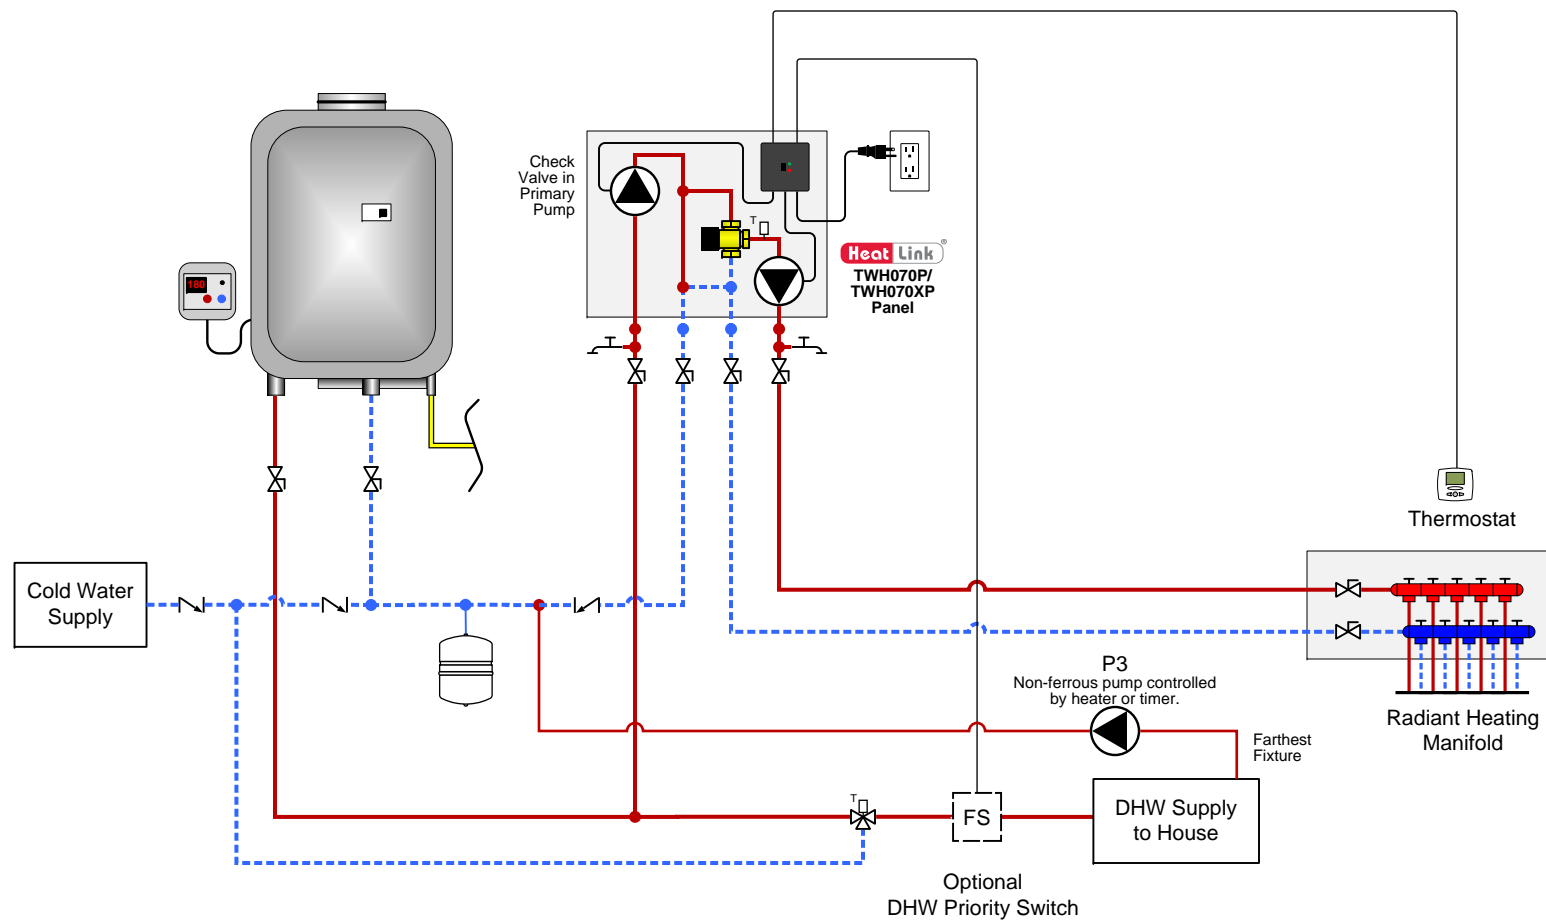 Check
Valve in
Primary
Pump
T
Heat Link®
TWH070P/
TWH070XP
Panel
180
Thermostat
Cold Water
Supply
P3
Non-ferrous pump controlled
by heater or timer.
Radiant Heating
Manifold
Farthest
Fixture
T
FS
DHW Supply
to House
Optional
DHW Priority Switch